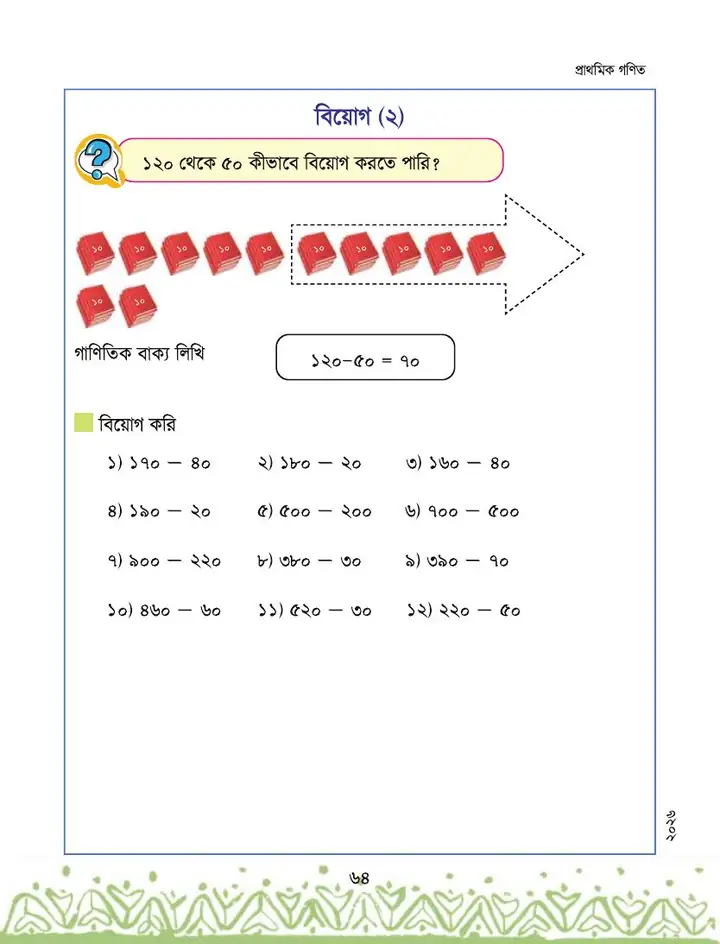 প্রাথমিক গণিত
বিয়োগ (২)
১২০ থেকে ৫০ কীভাবে বিয়োগ করতে পারি?
১০ ১০ ১০ ১০ ১০ ১০ ১০ ১০ ১০ ১০
১০ ১০
গাণিতিক বাক্য লিখি
১২০-৫০ = ৭০
বিয়োগ করি
১) ১৭০ – ৪০ ২) ১৮০ – ২০ ৩) ১৬০ – ৪০
৪) ১৯০ – ২০ ৫) ৫০০ – ২০০ ৬) ৭০০ – ৫০০
৭) ৯০০ – ২২০ ৮) ৩৮০ – ৩০ ৯) ৩৯০ – ৭০
১০) ৪৬০ – ৬০ ১১) ৫২০ – ৩০ ১২) ২২০ – ৫০
২০২৬
৬৪